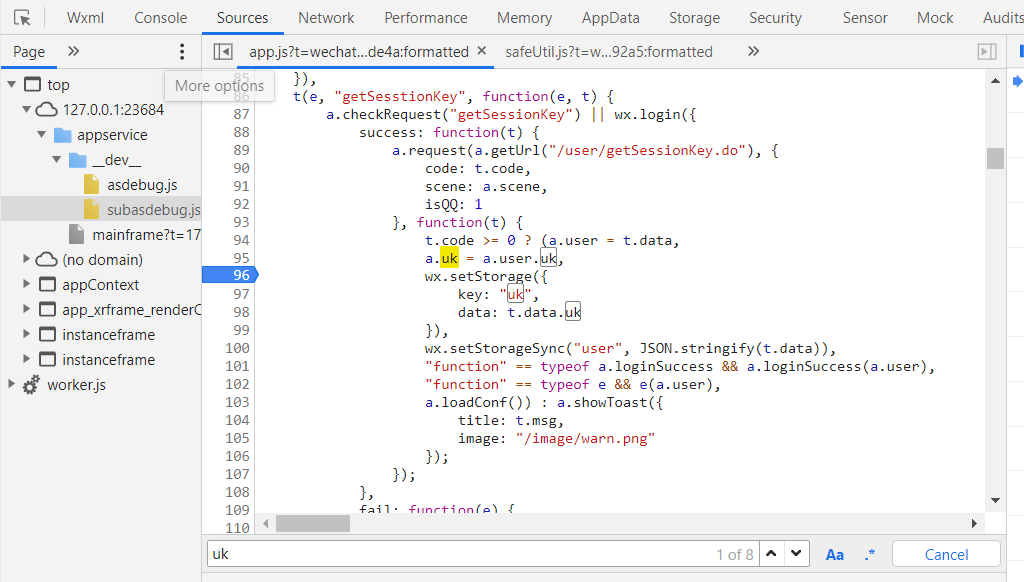 Wxml Console Sources Network Performance Memory AppData Storage Security Sensor Mock Audits
Page
app.js?t=wechat...de4a:formatted
safeUtil.js?t=w...92a5:formatted
More options
top
127.0.0.1:23684
appservice
__dev__
asdebug.js
subasdebug.js
mainframe?t=17
(no domain)
appContext
app_xrframe_renderC
instanceframe
instanceframe
worker.js
85 }),
86 t(e, "getSesstionKey", function(e, t) {
87 a.checkRequest("getSessionKey") || wx.login({
88 success: function(t) {
89 a.request(a.getUrl("/user/getSessionKey.do"), {
90 code: t.code,
91 scene: a.scene,
92 isQQ: 1
93 }, function(t) {
94 t.code >= 0 ? (a.user = t.data,
95 a.uk = a.user.uk,
96 wx.setStorage({
97 key: "uk",
98 data: t.data.uk
99 }),
100 wx.setStorageSync("user", JSON.stringify(t.data)),
101 "function" == typeof a.loginSuccess && a.loginSuccess(a.user),
102 "function" == typeof e && e(a.user),
103 a.loadConf()) : a.showToast({
104 title: t.msg,
105 image: "/image/warn.png"
106 });
107 });
108 },
109 fail: function(e) {
110
uk
1 of 8
Aa
.*
Cancel